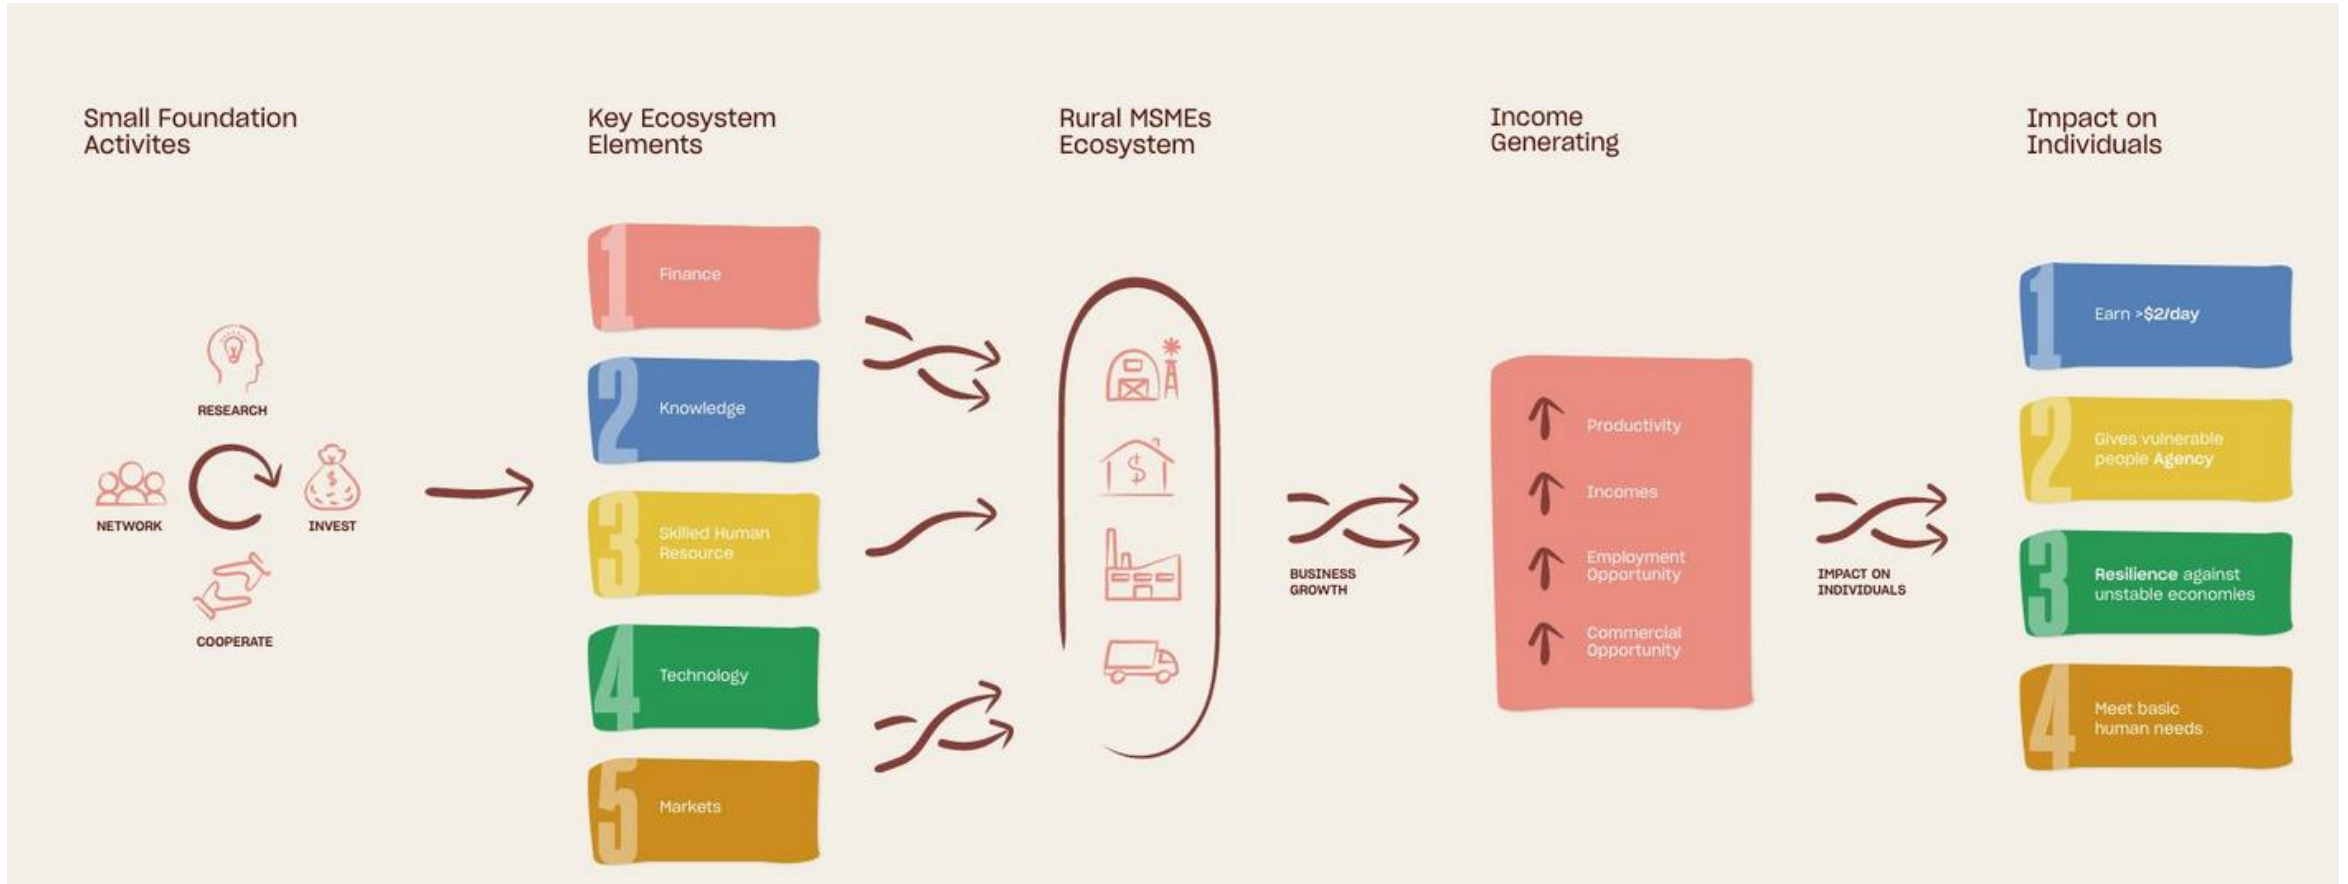 Small Foundation
Activites
RESEARCH
NETWORK
INVEST
COOPERATE
Key Ecosystem
Elements
1
Finance
2
Knowledge
3
Skilled Human
Resource
4
Technology
5
Markets
Rural MSMEs
Ecosystem
$
BUSINESS
GROWTH
Income
Generating
Productivity
Incomes
Employment
Opportunity
Commercial
Opportunity
IMPACT ON
INDIVIDUALS
Impact on
Individuals
1
Earn >$2/day
2
Gives vulnerable
people Agency
3
Resilience against
unstable economies
4
Meet basic
human needs